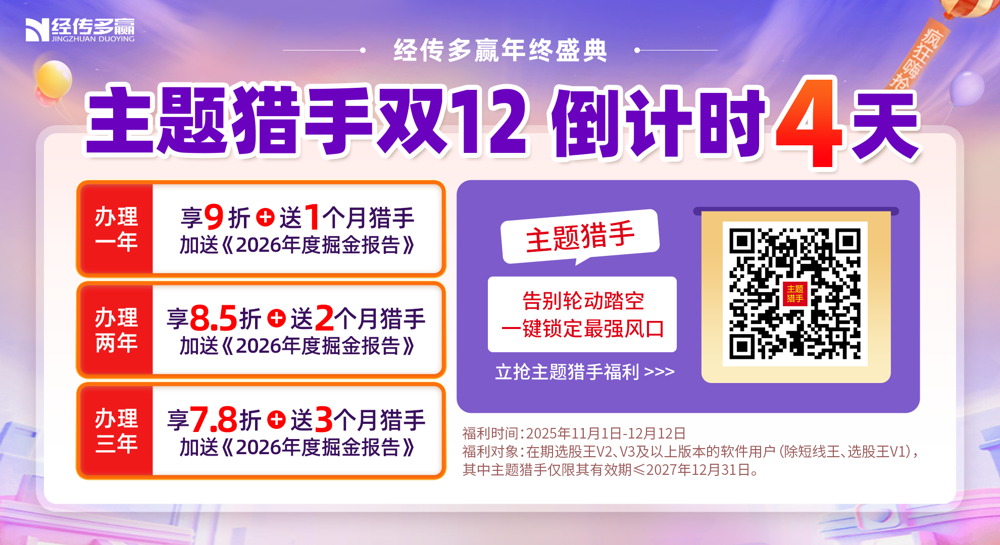 经传多赢
JINGZHUAN DUOYING
疯狂嗨抢
经传多赢年终盛典
主题猎手双12 倒计时4天
办理
一年
享9折+送1个月猎手
加送《2026年度掘金报告》
办理
两年
享8.5折+送2个月猎手
加送《2026年度掘金报告》
办理
三年
享7.8折+送3个月猎手
加送《2026年度掘金报告》
主题猎手
告别轮动踏空
一键锁定最强风口
立抢主题猎手福利 >>>
主题
猎手
福利时间：2025年11月1日-12月12日
福利对象：在期选股王V2、V3及以上版本的软件用户（除短线王、选股王V1），
其中主题猎手仅限其有效期≤2027年12月31日。